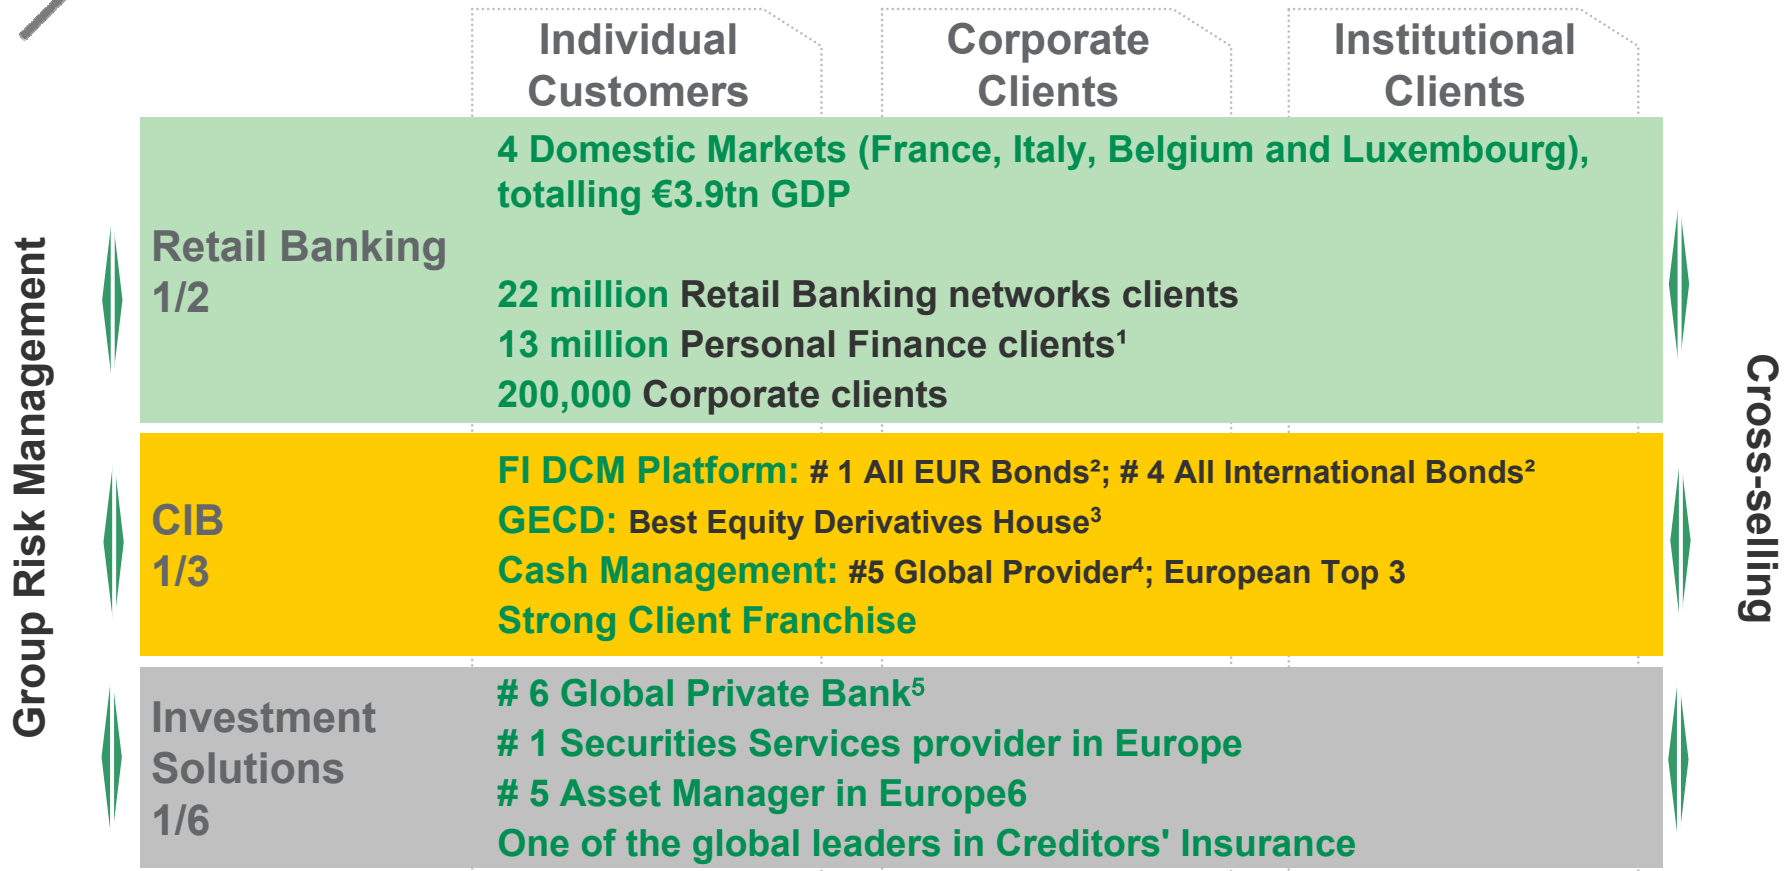 Individual
Customers
Corporate
Clients
Institutional
Clients
Group Risk Management
Retail Banking
1/2
4 Domestic Markets (France, Italy, Belgium and Luxembourg),
totalling €3.9tn GDP
22 million Retail Banking networks clients
13 million Personal Finance clients¹
200,000 Corporate clients
CIB
1/3
FI DCM Platform: # 1 All EUR Bonds²; # 4 All International Bonds²
GECD: Best Equity Derivatives House³
Cash Management: #5 Global Provider⁴; European Top 3
Strong Client Franchise
Investment
Solutions
1/6
# 6 Global Private Bank⁵
# 1 Securities Services provider in Europe
# 5 Asset Manager in Europe6
One of the global leaders in Creditors' Insurance
Cross-selling